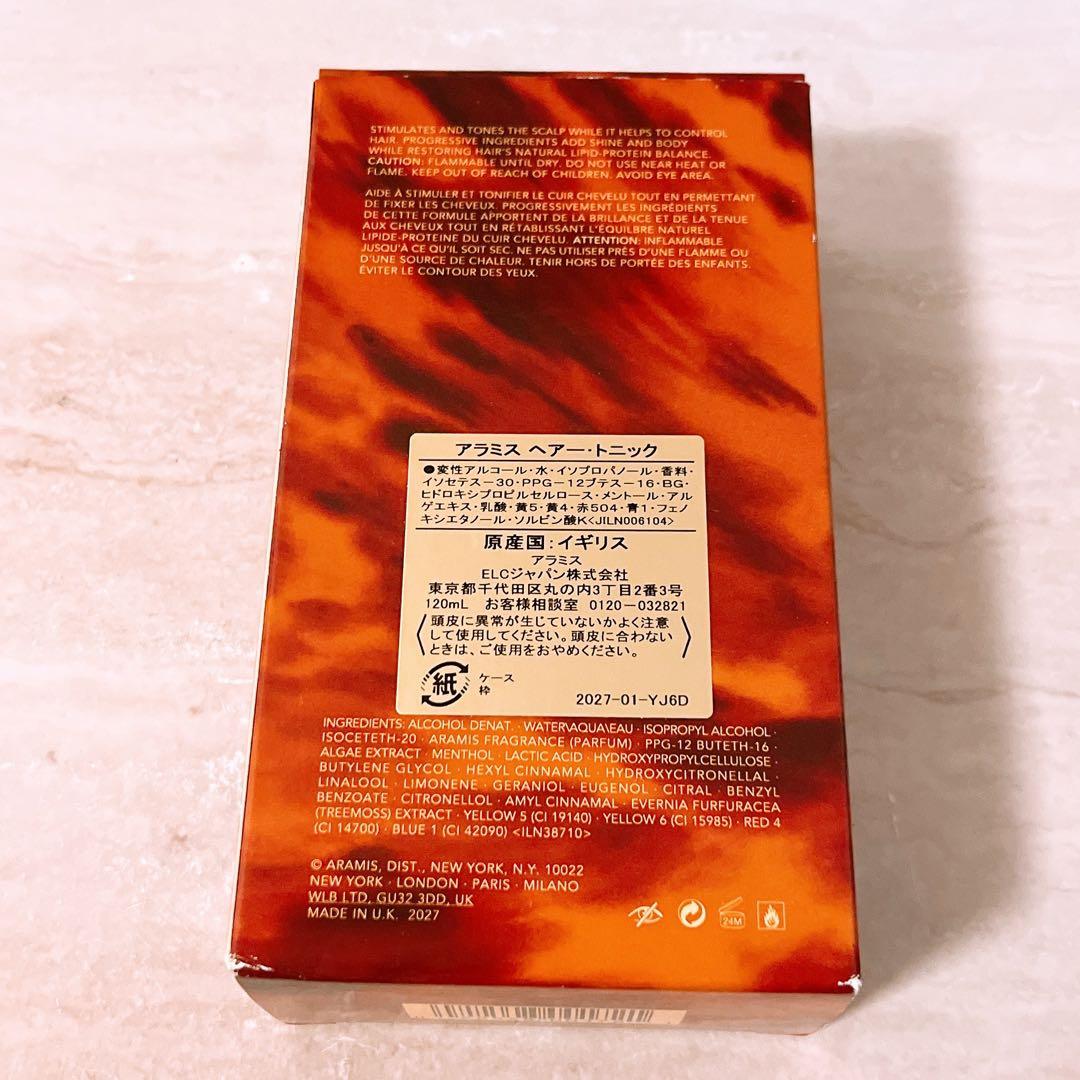 STIMULATES AND TONES THE SCALP WHILE IT HELPS TO CONTROL
HAIR. PROGRESSIVE INGREDIENTS ADD SHINE AND BODY
WHILE RESTORING HAIR'S NATURAL LIPID-PROTEIN BALANCE.
CAUTION: FLAMMABLE UNTIL DRY. DO NOT USE NEAR HEAT OR
FLAME. KEEP OUT OF REACH OF CHILDREN. AVOID EYE AREA.
AIDE À STIMULER ET TONIFIER LE CUIR CHEVELU TOUT EN PERMETTANT
DE FIXER LES CHEVEUX. PROGRESSIVEMENT LES INGRÉDIENTS
DE CETTE FORMULE APPORTENT DE LA BRILLANCE ET DE LA TENUE
AUX CHEVEUX TOUT EN RÉTABLISSANT L'ÉQUILBRE NATUREL
LIPIDE-PROTEINE DU CUIR CHEVELU. ATTENTION: INFLAMMABLE
JUSQU'À CE QU'IL SOIT SEC. NE PAS UTILISER PRÈS D'UNE FLAMME OU
D'UNE SOURCE DE CHALEUR. TENIR HORS DE PORTÉE DES ENFANTS.
ÉVITER LE CONTOUR DES YEUX.
アラミス ヘアー・トニック
●変性アルコール・水・イソプロパノール・香料・
イソセテス－30・PPG－12ブテス－16・BG・
ヒドロキシプロピルセルロース・メントール・アル
ゲエキス・乳酸・黄5・黄4・赤504・青1・フェノ
キシエタノール・ソルビン酸K<JILN006104>
原産国：イギリス
アラミス
ELCジャパン株式会社
東京都千代田区丸の内3丁目2番3号
120mL お客様相談室 0120－032821
〈頭皮に異常が生じていないかよく注意
して使用してください。頭皮に合わない
ときは、ご使用をおやめください。〉
紙 ケース
枠
2027-01-YJ6D
INGREDIENTS: ALCOHOL DENAT. · WATER\AQUA\EAU · ISOPROPYL ALCOHOL ·
ISOCETETH-20 · ARAMIS FRAGRANCE (PARFUM) · PPG-12 BUTETH-16 ·
ALGAE EXTRACT · MENTHOL · LACTIC ACID · HYDROXYPROPYLCELLULOSE ·
BUTYLENE GLYCOL · HEXYL CINNAMAL · HYDROXYCITRONELLAL ·
LINALOOL · LIMONENE · GERANIOL · EUGENOL · CITRAL · BENZYL
BENZOATE · CITRONELLOL · AMYL CINNAMAL · EVERNIA FURFURACEA
(TREEMOSS) EXTRACT · YELLOW 5 (CI 19140) · YELLOW 6 (CI 15985) · RED 4
(CI 14700) · BLUE 1 (CI 42090) <ILN38710>
© ARAMIS, DIST., NEW YORK, N.Y. 10022
NEW YORK · LONDON · PARIS · MILANO
WLB LTD, GU32 3DD, UK
MADE IN U.K. 2027
24M